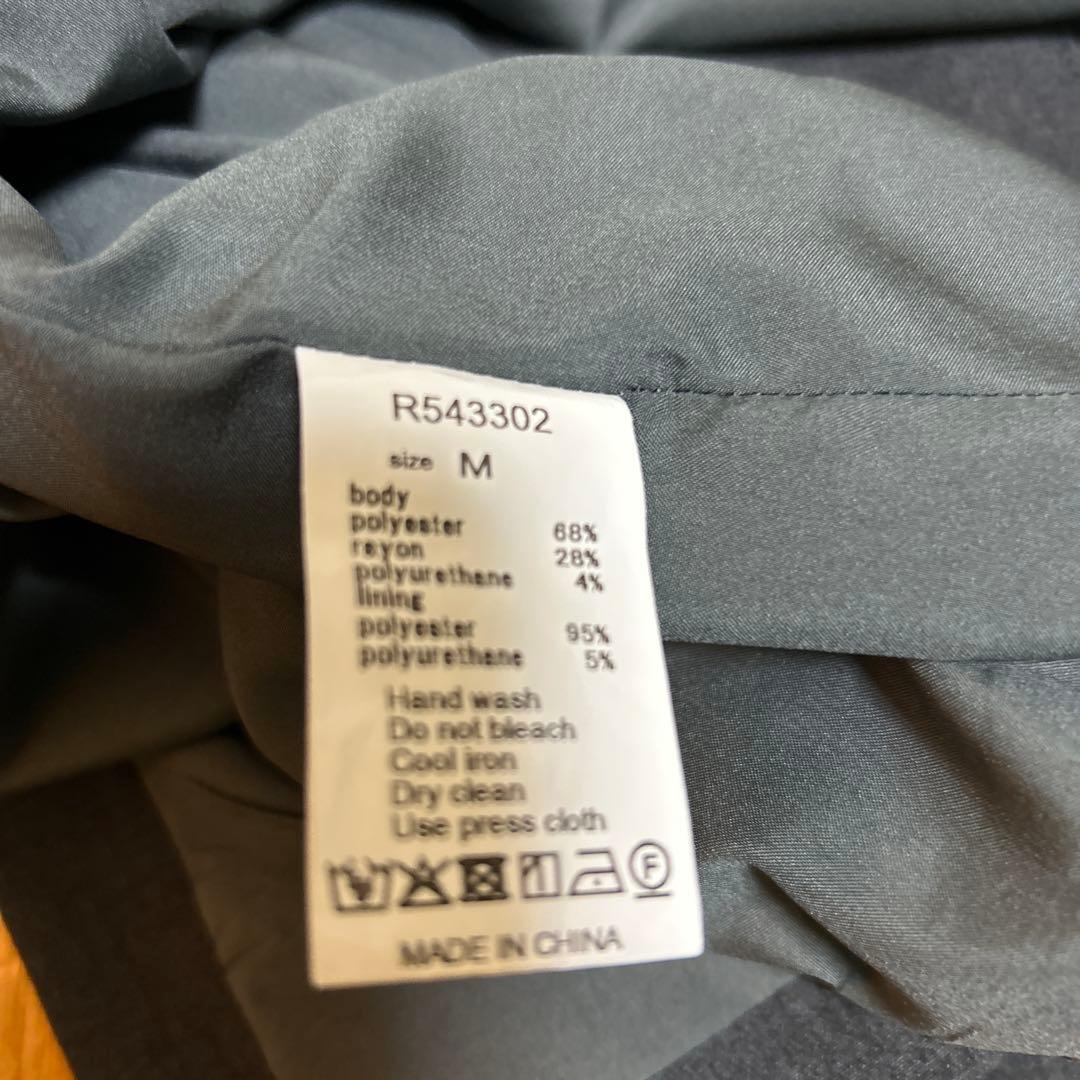 R543302
size M
body
polyester 68%
reyon 28%
polyurethane 4%
lining
polyester 95%
polyurethane 5%
Hand wash
Do not bleach
Cool iron
Dry clean
Use press cloth
F
MADE IN CHINA